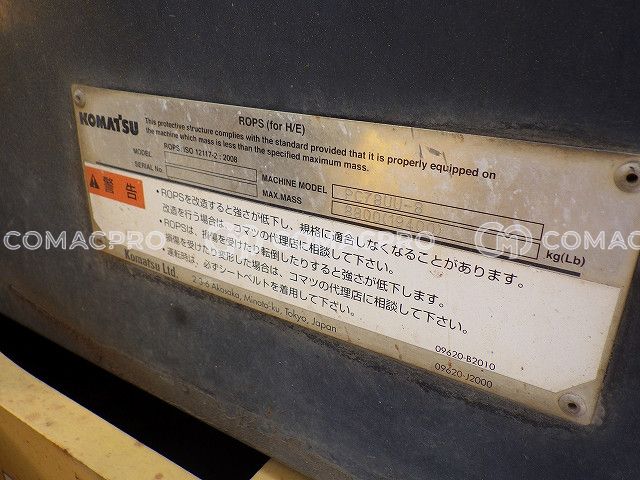 KOMATSU
ROPS (for H/E)
This protective structure complies with the standard provided that it is properly equipped on
the machine which mass is less than the specified maximum mass.
ROPS : ISO 12117-2 : 2008
MODEL
SERIAL No.
MACHINE MODEL PC78UU-8
MAX.MASS 8800(19400) kg(Lb)
警告
・ROPSを改造すると強さが低下し、規格に適合しなくなることがあります。
改造を行う場合は、コマツの代理店に相談して下さい。
・ROPSは、損傷を受けたり転倒したりすると強さが低下します。
損傷を受けたり変形した場合は、コマツの代理店に相談して下さい。
・運転時は、必ずシートベルトを着用して下さい。
Komatsu Ltd.
2-3-6 Akasaka, Minato-ku, Tokyo, Japan
09620-B2010
09620-J2000
COMACPRO
COMACPRO
COMAC